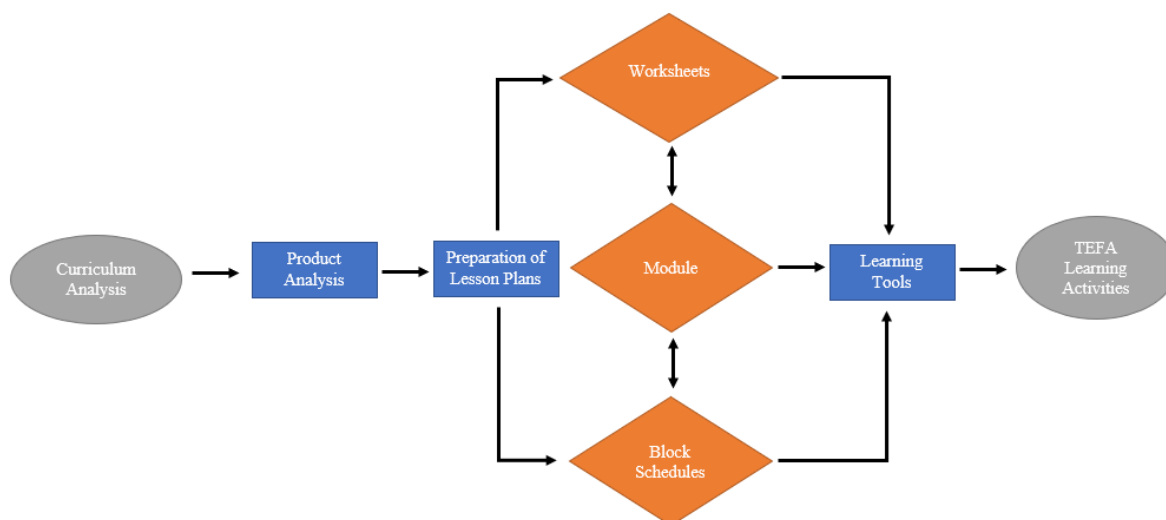 Worksheets
Curriculum
Analysis
Product
Analysis
Preparation of
Lesson Plans
Module
Learning
Tools
TEFA
Learning
Activities
Block
Schedules